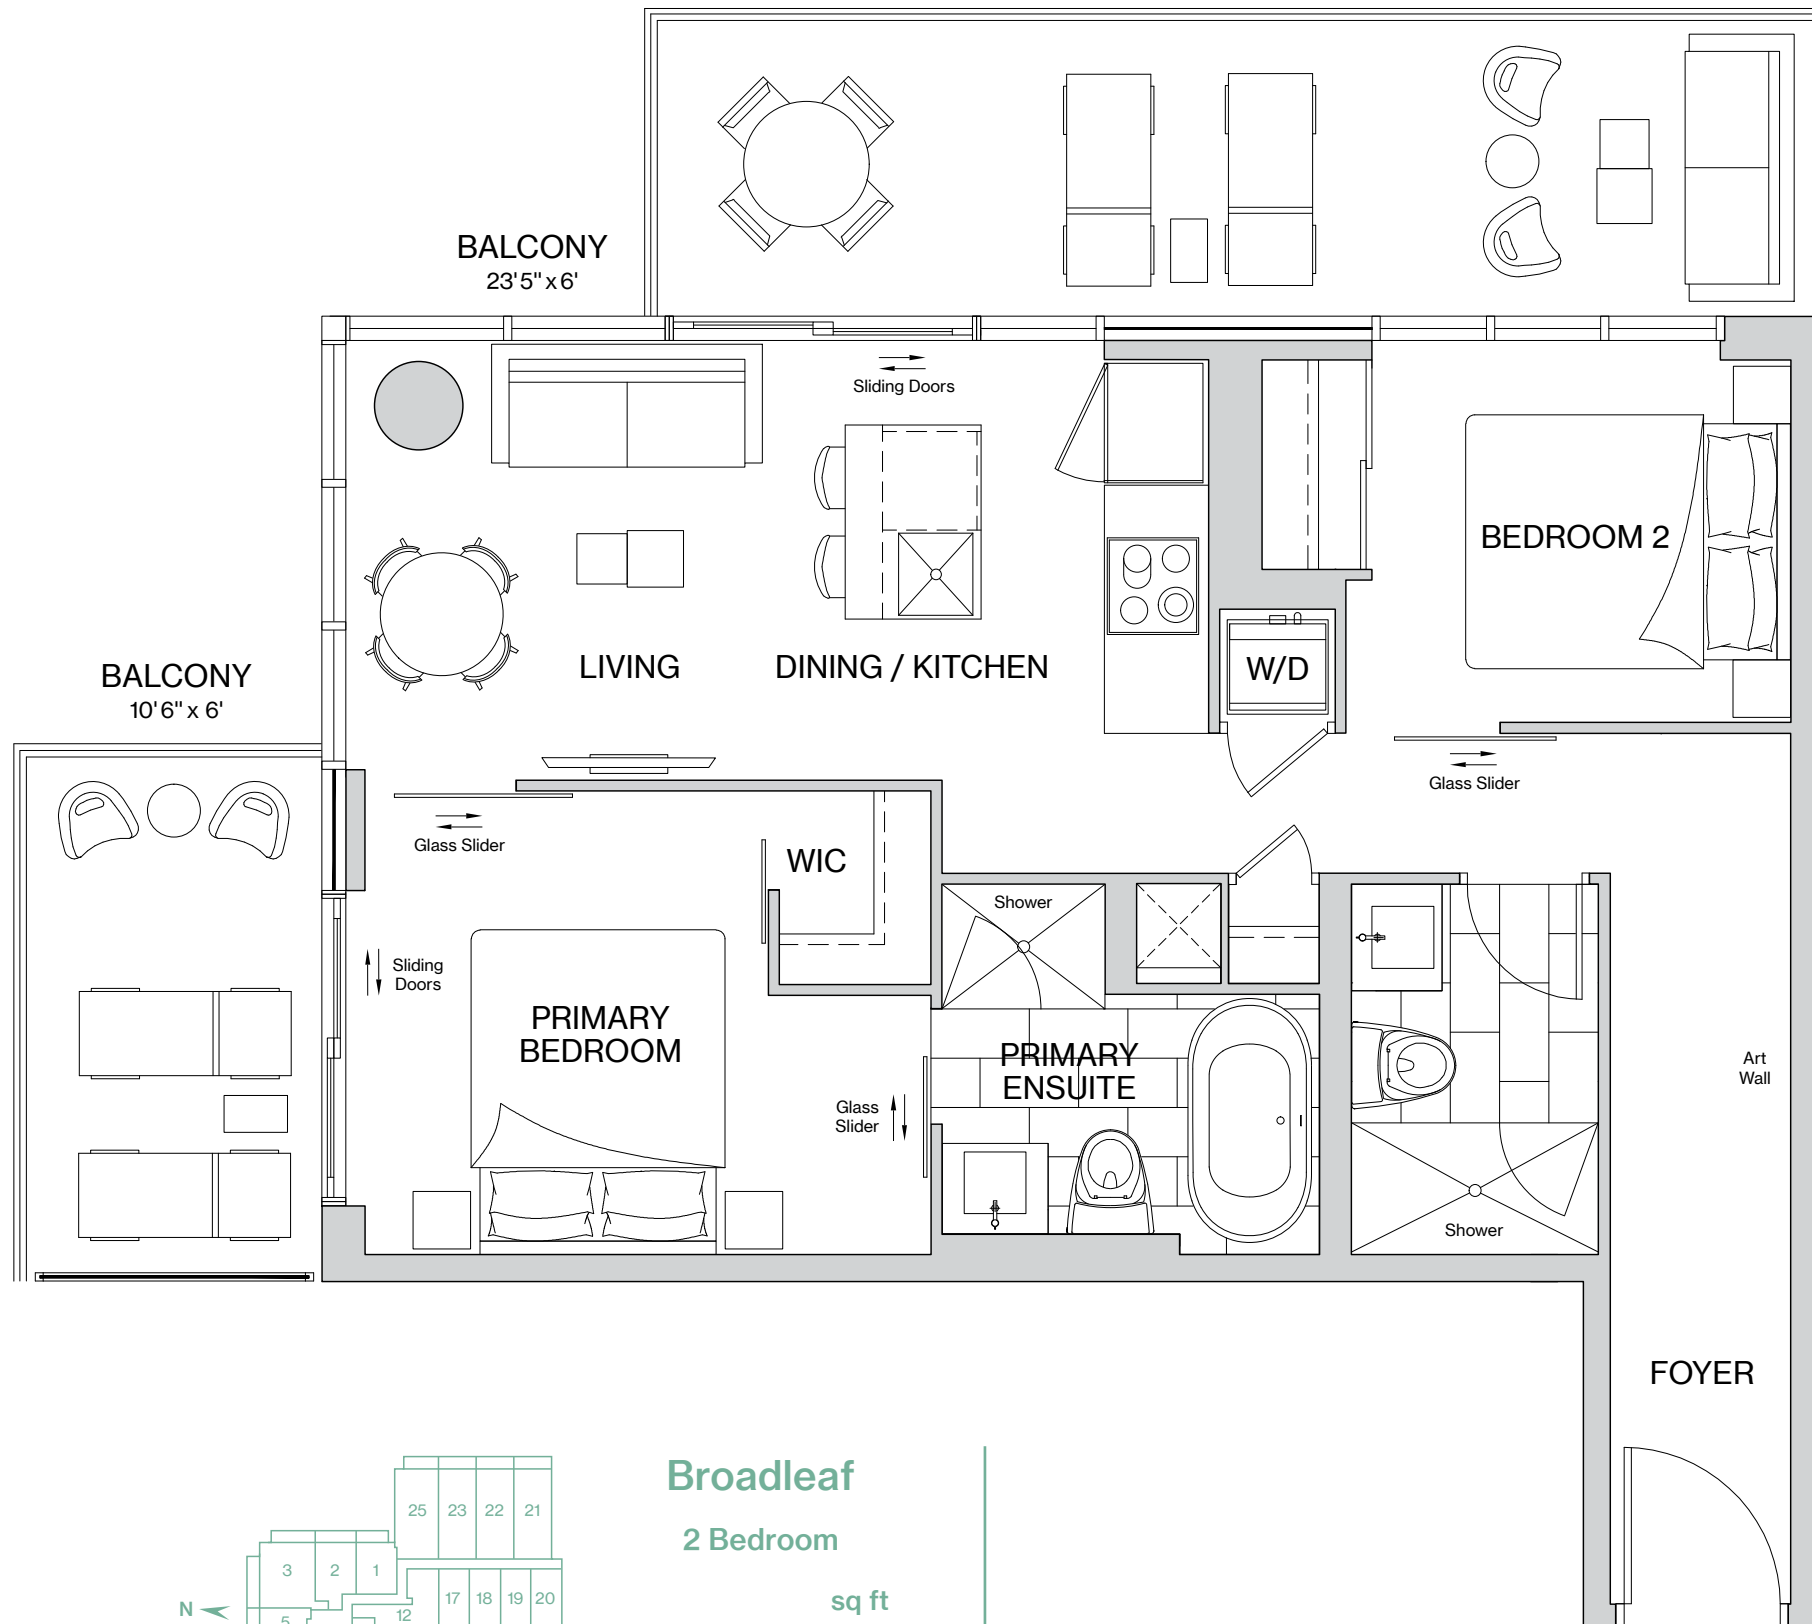 BALCONY
23'5" x 6'
Sliding Doors
BEDROOM 2
LIVING
DINING / KITCHEN
W/D
BALCONY
10'6" x 6'
Glass Slider
Glass Slider
WIC
Shower
Sliding
Doors
PRIMARY
BEDROOM
PRIMARY
ENSUITE
Art
Wall
Glass
Slider
Shower
FOYER
Broadleaf
2 Bedroom
sq ft
25 23 22 21
3 2 1
17 18 19 20
N
12
5